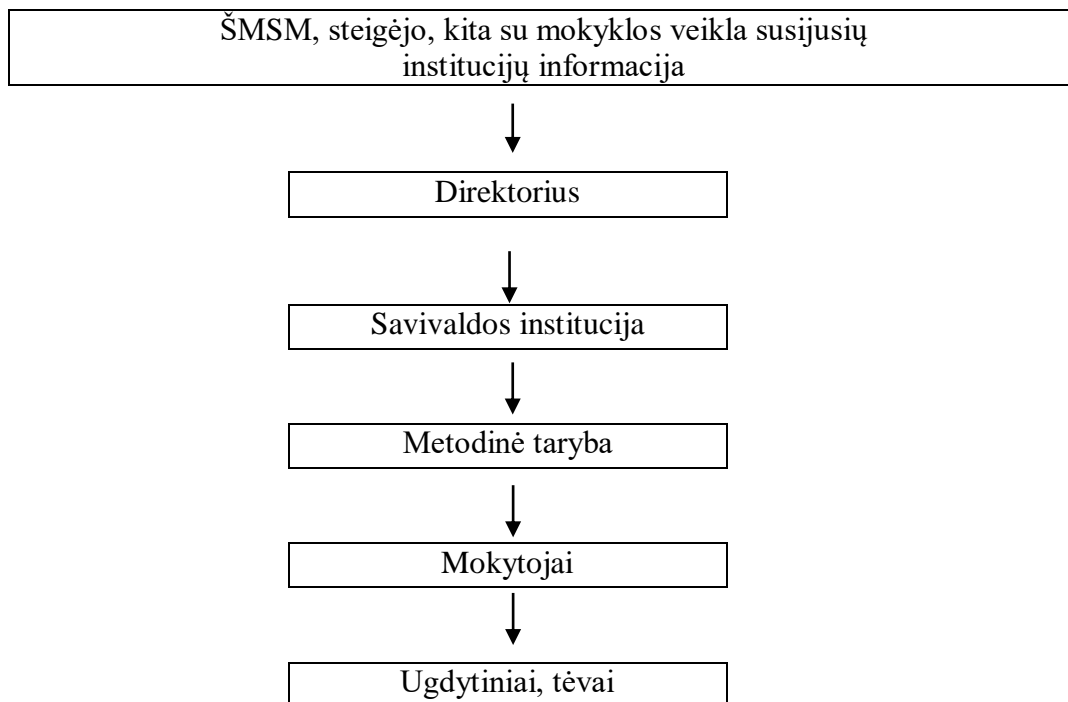 ŠMSM, steigėjo, kita su mokyklos veikla susijusių
institucijų informacija
Direktorius
Savivaldos institucija
Metodinė taryba
Mokytojai
Ugdytiniai, tėvai